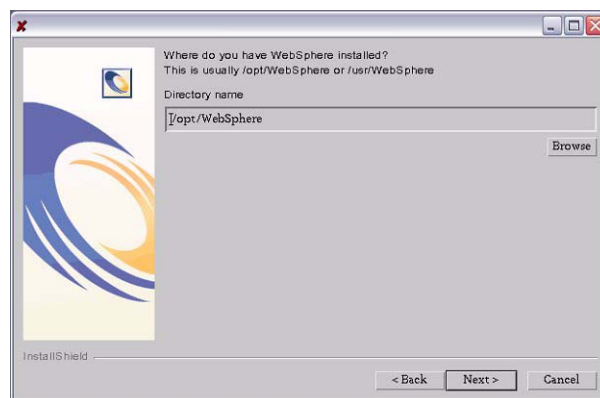 Where do you have WebSphere installed?
This is usually /opt/WebSphere or /usr/WebSphere
Directory name
/opt/WebSphere
Browse
InstallShield
< Back
Next >
Cancel